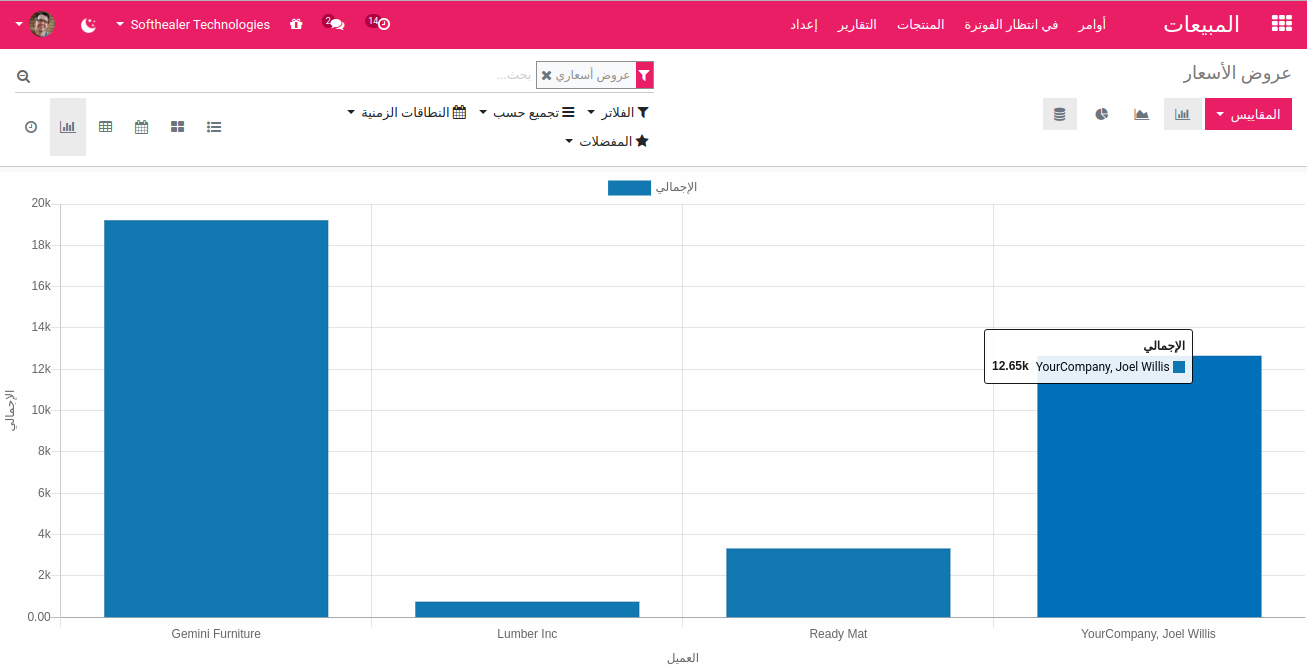 المبيعات
أوامر
في انتظار الفوترة
المنتجات
التقارير
إعداد
14
2
Softhealer Technologies
عروض الأسعار
عروض أسعاري
بحث...
المقاييس
الفلاتر
تجميع حسب
النطاقات الزمنية
المفضلات
الإجمالي
20k
18k
16k
14k
12k
10k
8k
6k
4k
2k
0.00
الإجمالي
الإجمالي
YourCompany, Joel Willis 12.65k
Gemini Furniture
Lumber Inc
Ready Mat
YourCompany, Joel Willis
العميل